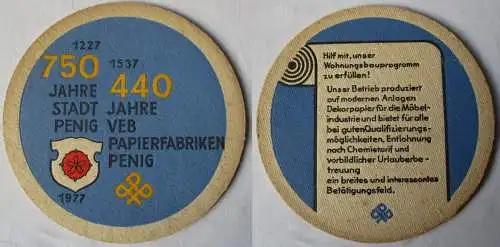 1227
750
JAHRE
STADT
PENIG
1977
1537
440
JAHRE
VEB
PAPIERFABRIKEN
PENIG
Hilf mit, unser
Wohnungsbauprogramm
zu erfüllen!
Unser Betrieb produziert
auf modernen Anlagen
Dekorpapier für die Möbel-
industrie und bietet für alle
bei guten Qualifizierungs-
möglichkeiten, Entlohnung
nach Chemietarif und
vorbildlicher Urlauberbe-
treuung
ein breites und interessantes
Betätigungsfeld.